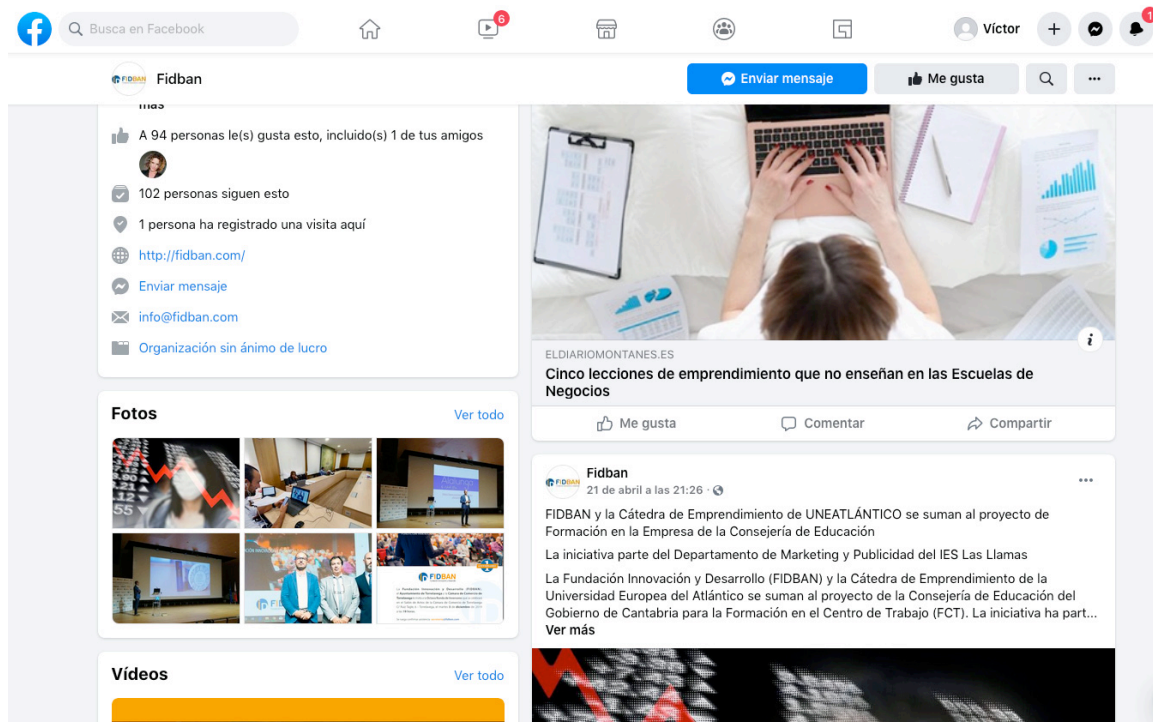 Busca en Facebook
6
Víctor
1
FIDBAN
Fidban
Enviar mensaje
Me gusta
más
A 94 personas le(s) gusta esto, incluido(s) 1 de tus amigos
102 personas siguen esto
1 persona ha registrado una visita aquí
http://fidban.com/
Enviar mensaje
info@fidban.com
Organización sin ánimo de lucro
Fotos
Ver todo
FIDBAN
Vídeos
Ver todo
ELDIARIOMONTANES.ES
Cinco lecciones de emprendimiento que no enseñan en las Escuelas de
Negocios
Me gusta
Comentar
Compartir
FIDBAN
Fidban
21 de abril a las 21:26 ·
FIDBAN y la Cátedra de Emprendimiento de UNEATLÁNTICO se suman al proyecto de
Formación en la Empresa de la Consejería de Educación
La iniciativa parte del Departamento de Marketing y Publicidad del IES Las Llamas
La Fundación Innovación y Desarrollo (FIDBAN) y la Cátedra de Emprendimiento de la
Universidad Europea del Atlántico se suman al proyecto de la Consejería de Educación del
Gobierno de Cantabria para la Formación en el Centro de Trabajo (FCT). La iniciativa ha part...
Ver más